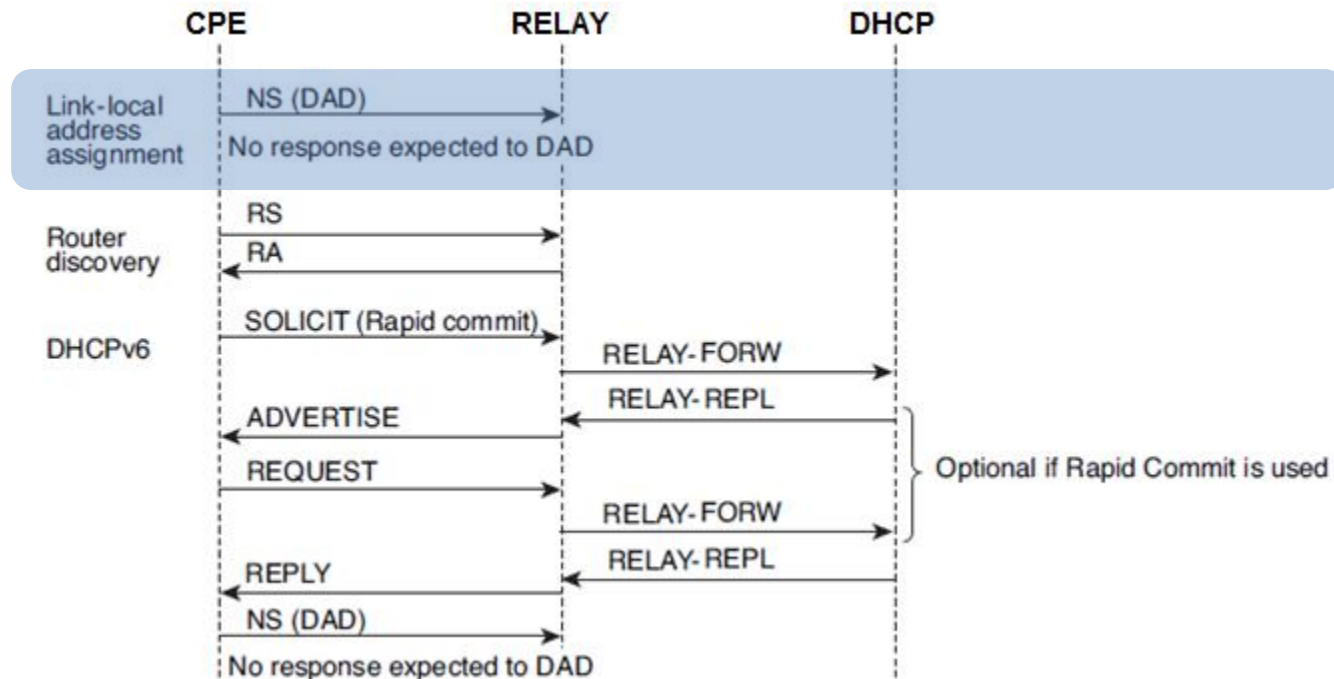 CPE RELAY DHCP
NS (DAD)
Link-local
address
assignment
No response expected to DAD
RS
Router
discovery
RA
SOLICIT (Rapid commit)
DHCPv6
RELAY-FORW
RELAY-REPL
ADVERTISE
REQUEST
Optional if Rapid Commit is used
RELAY-FORW
RELAY-REPL
REPLY
NS (DAD)
No response expected to DAD